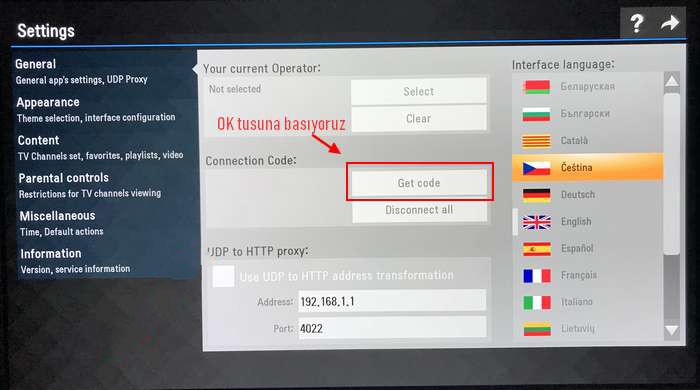 Settings
?
General
General app's settings, UDP Proxy
Appearance
Theme selection, interface configuration
Content
TV Channels set, favorites, playlists, video
Parental controls
Restrictions for TV channels viewing
Miscellaneous
Time, Default actions
Information
Version, service information
Your current Operator:
Not selected
Select
Clear
OK tusuna basıyoruz
Connection Code:
Get code
Disconnect all
UDP to HTTP proxy:
Use UDP to HTTP address transformation
Address: 192.168.1.1
Port: 4022
Interface language:
Беларуская
Български
Català
Čeština
Deutsch
English
Español
Français
Italiano
Lietuvių